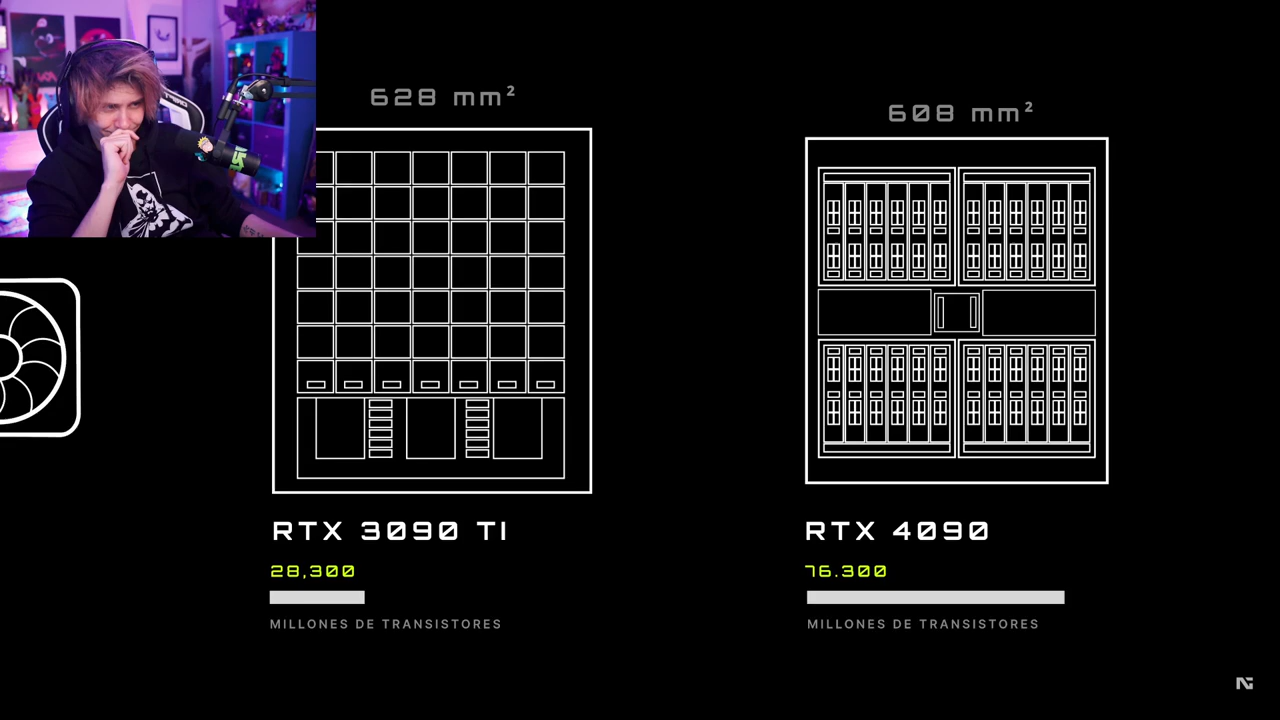 628 mm²
608 mm²
RTX 3090 TI
28,300
MILLONES DE TRANSISTORES
RTX 4090
76.300
MILLONES DE TRANSISTORES